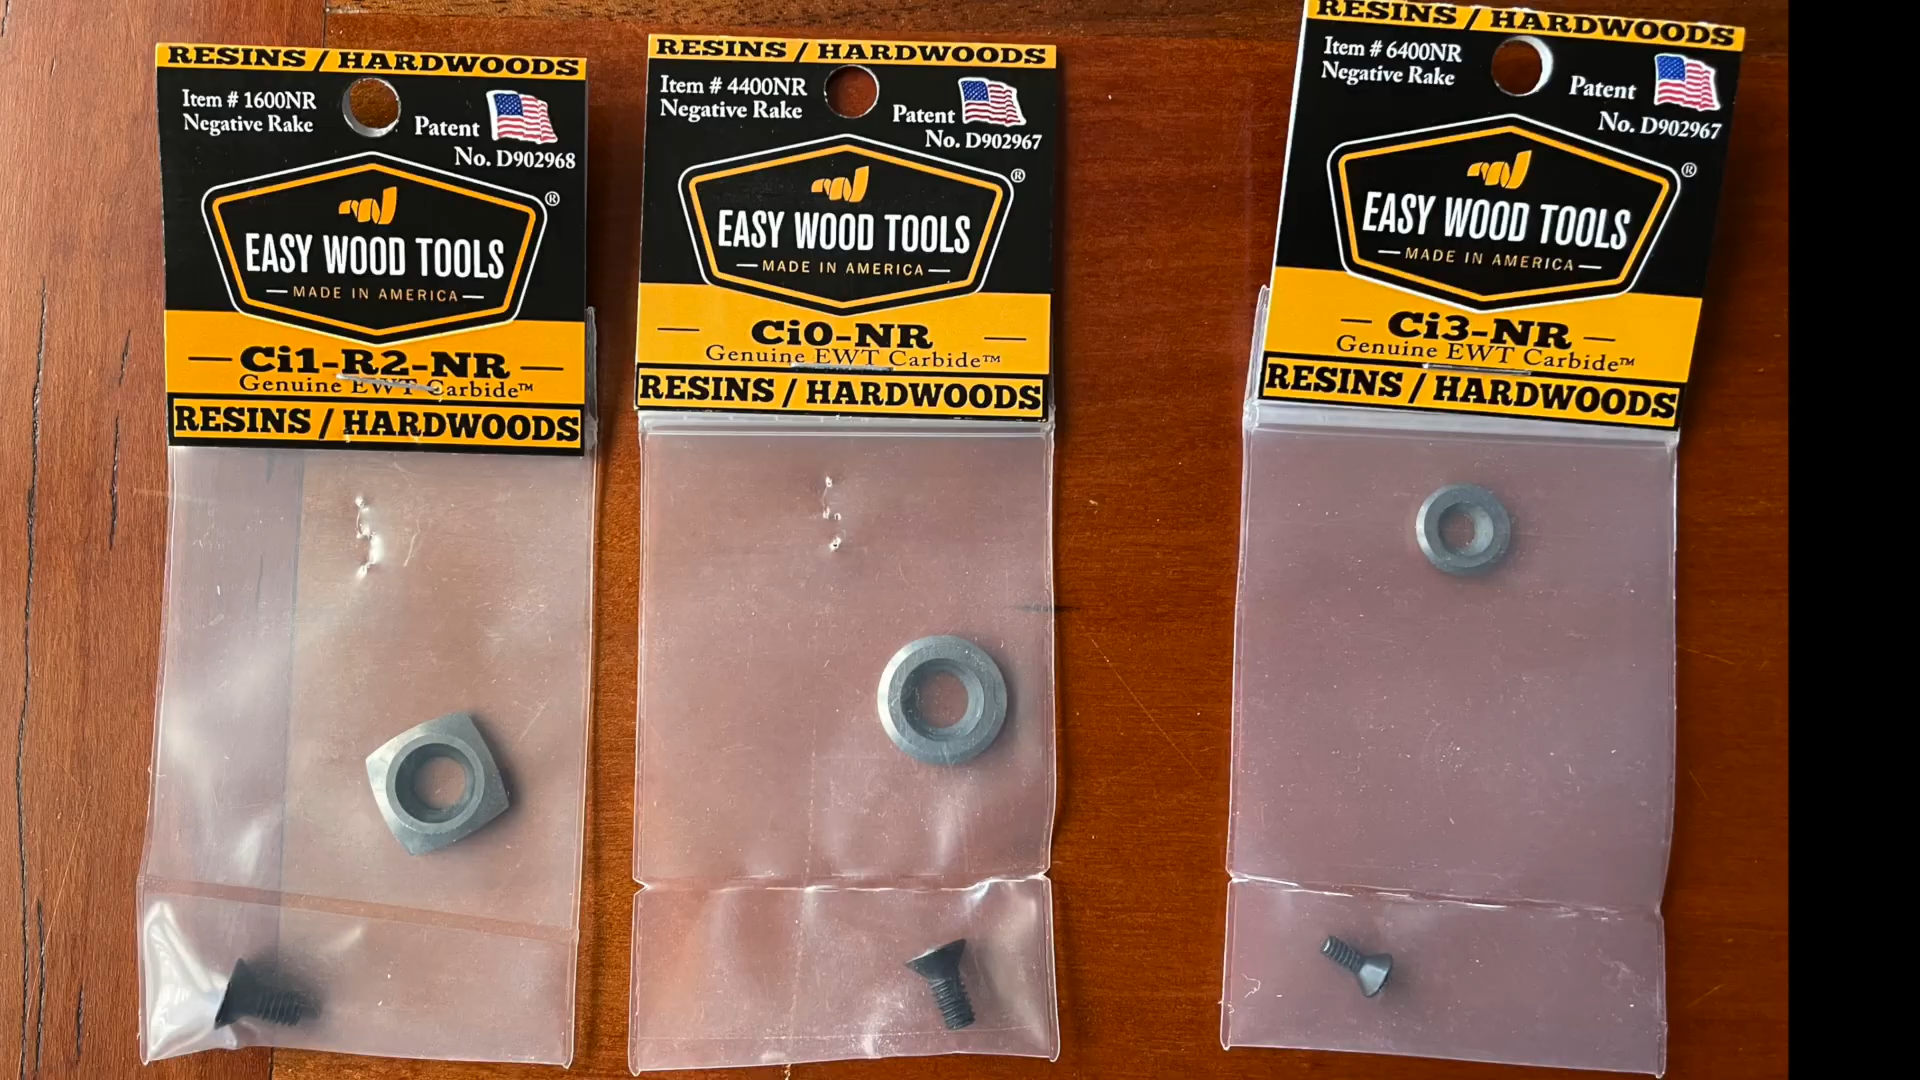 RESINS / HARDWOODS
Item # 1600NR
Negative Rake
Patent
No. D902968
®
EASY WOOD TOOLS
MADE IN AMERICA
Ci1-R2-NR
Genuine EWT Carbide™
RESINS / HARDWOODS
RESINS / HARDWOODS
Item # 4400NR
Negative Rake
Patent
No. D902967
®
EASY WOOD TOOLS
MADE IN AMERICA
Ci0-NR
Genuine EWT Carbide™
RESINS / HARDWOODS
RESINS / HARDWOODS
Item # 6400NR
Negative Rake
Patent
No. D902967
®
EASY WOOD TOOLS
MADE IN AMERICA
Ci3-NR
Genuine EWT Carbide™
RESINS / HARDWOODS